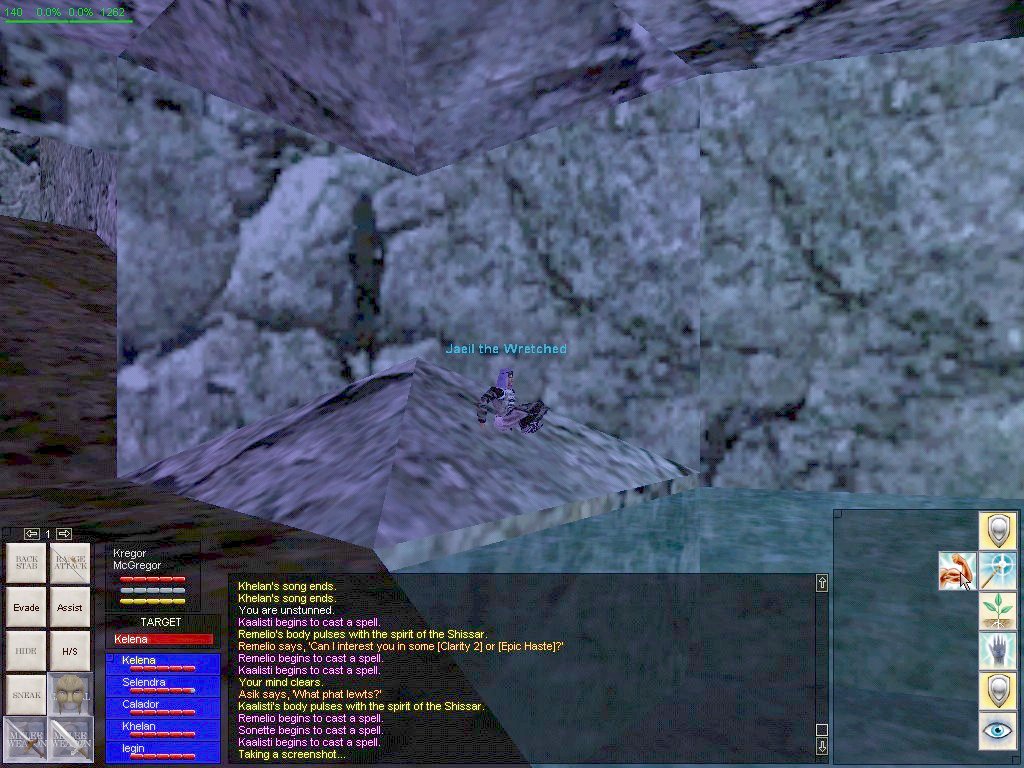 140 0.0% 0.0% 1262
Jaeil the Wretched
1
BACK STAB
RANGE ATTACK
Evade
Assist
HIDE
H/S
SNEAK
MELEE WEAPON
MELEE WEAPON
Kregor
McGregor
TARGET
Kelena
Kelena
Selendra
Calador
Khelan
legin
Khelan's song ends.
Khelan's song ends.
You are unstunned.
Kaalisti begins to cast a spell.
Remelio's body pulses with the spirit of the Shissar.
Remelio says, 'Can I interest you in some [Clarity 2] or [Epic Haste]?'
Remelio begins to cast a spell.
Kaalisti begins to cast a spell.
Your mind clears.
Asik says, 'What phat lewts?'
Kaalisti's body pulses with the spirit of the Shissar.
Remelio begins to cast a spell.
Sonette begins to cast a spell.
Kaalisti begins to cast a spell.
Taking a screenshot...